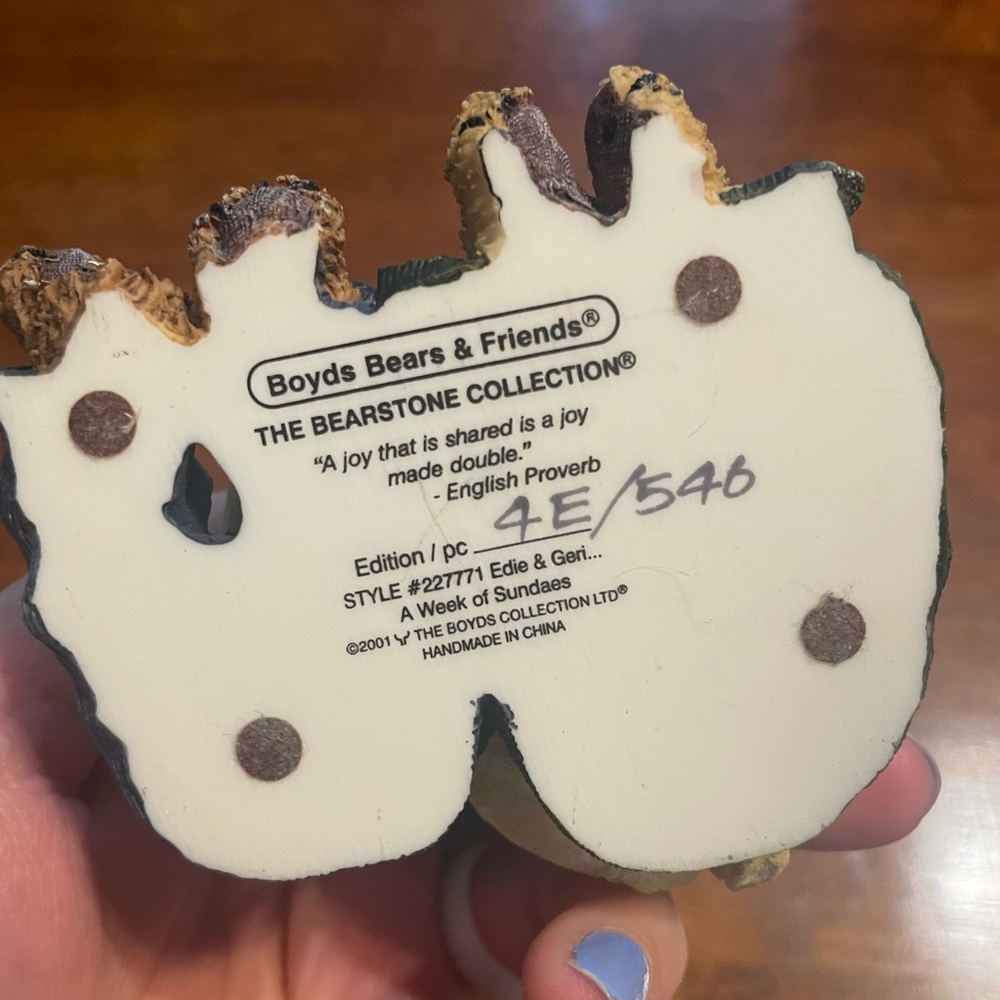 Boyds Bears & Friends®
THE BEARSTONE COLLECTION®
“A joy that is shared is a joy
made double.”
- English Proverb
Edition / pc 4E/546
STYLE #227771 Edie & Geri...
A Week of Sundaes
©2001 THE BOYDS COLLECTION LTD®
HANDMADE IN CHINA